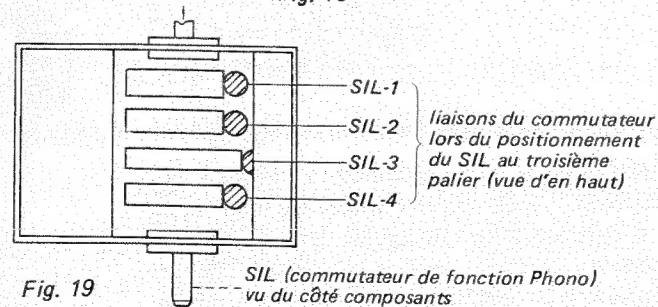 SIL-1
SIL-2
SIL-3
SIL-4
liaisons du commutateur
lors du positionnement
du SIL au troisième
palier (vue d'en haut)
SIL (commutateur de fonction Phono)
vu du côté composants
Fig. 19